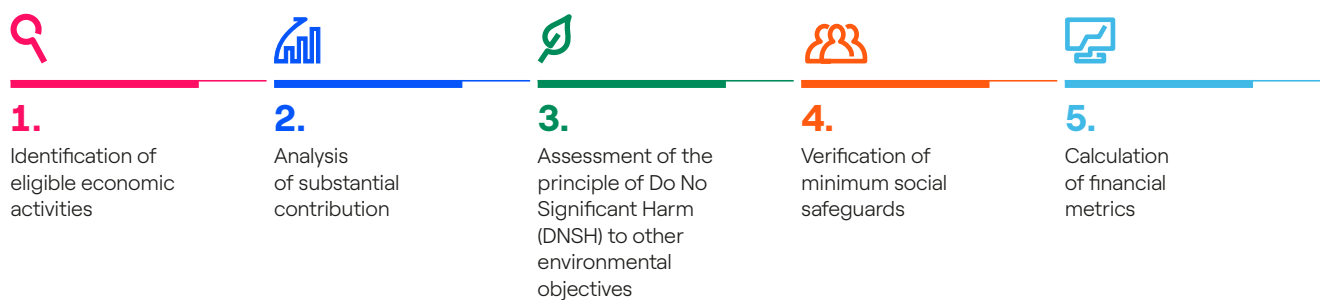 1.
Identification of
eligible economic
activities
2.
Analysis
of substantial
contribution
3.
Assessment of the
principle of Do No
Significant Harm
(DNSH) to other
environmental
objectives
4.
Verification of
minimum social
safeguards
5.
Calculation
of financial
metrics